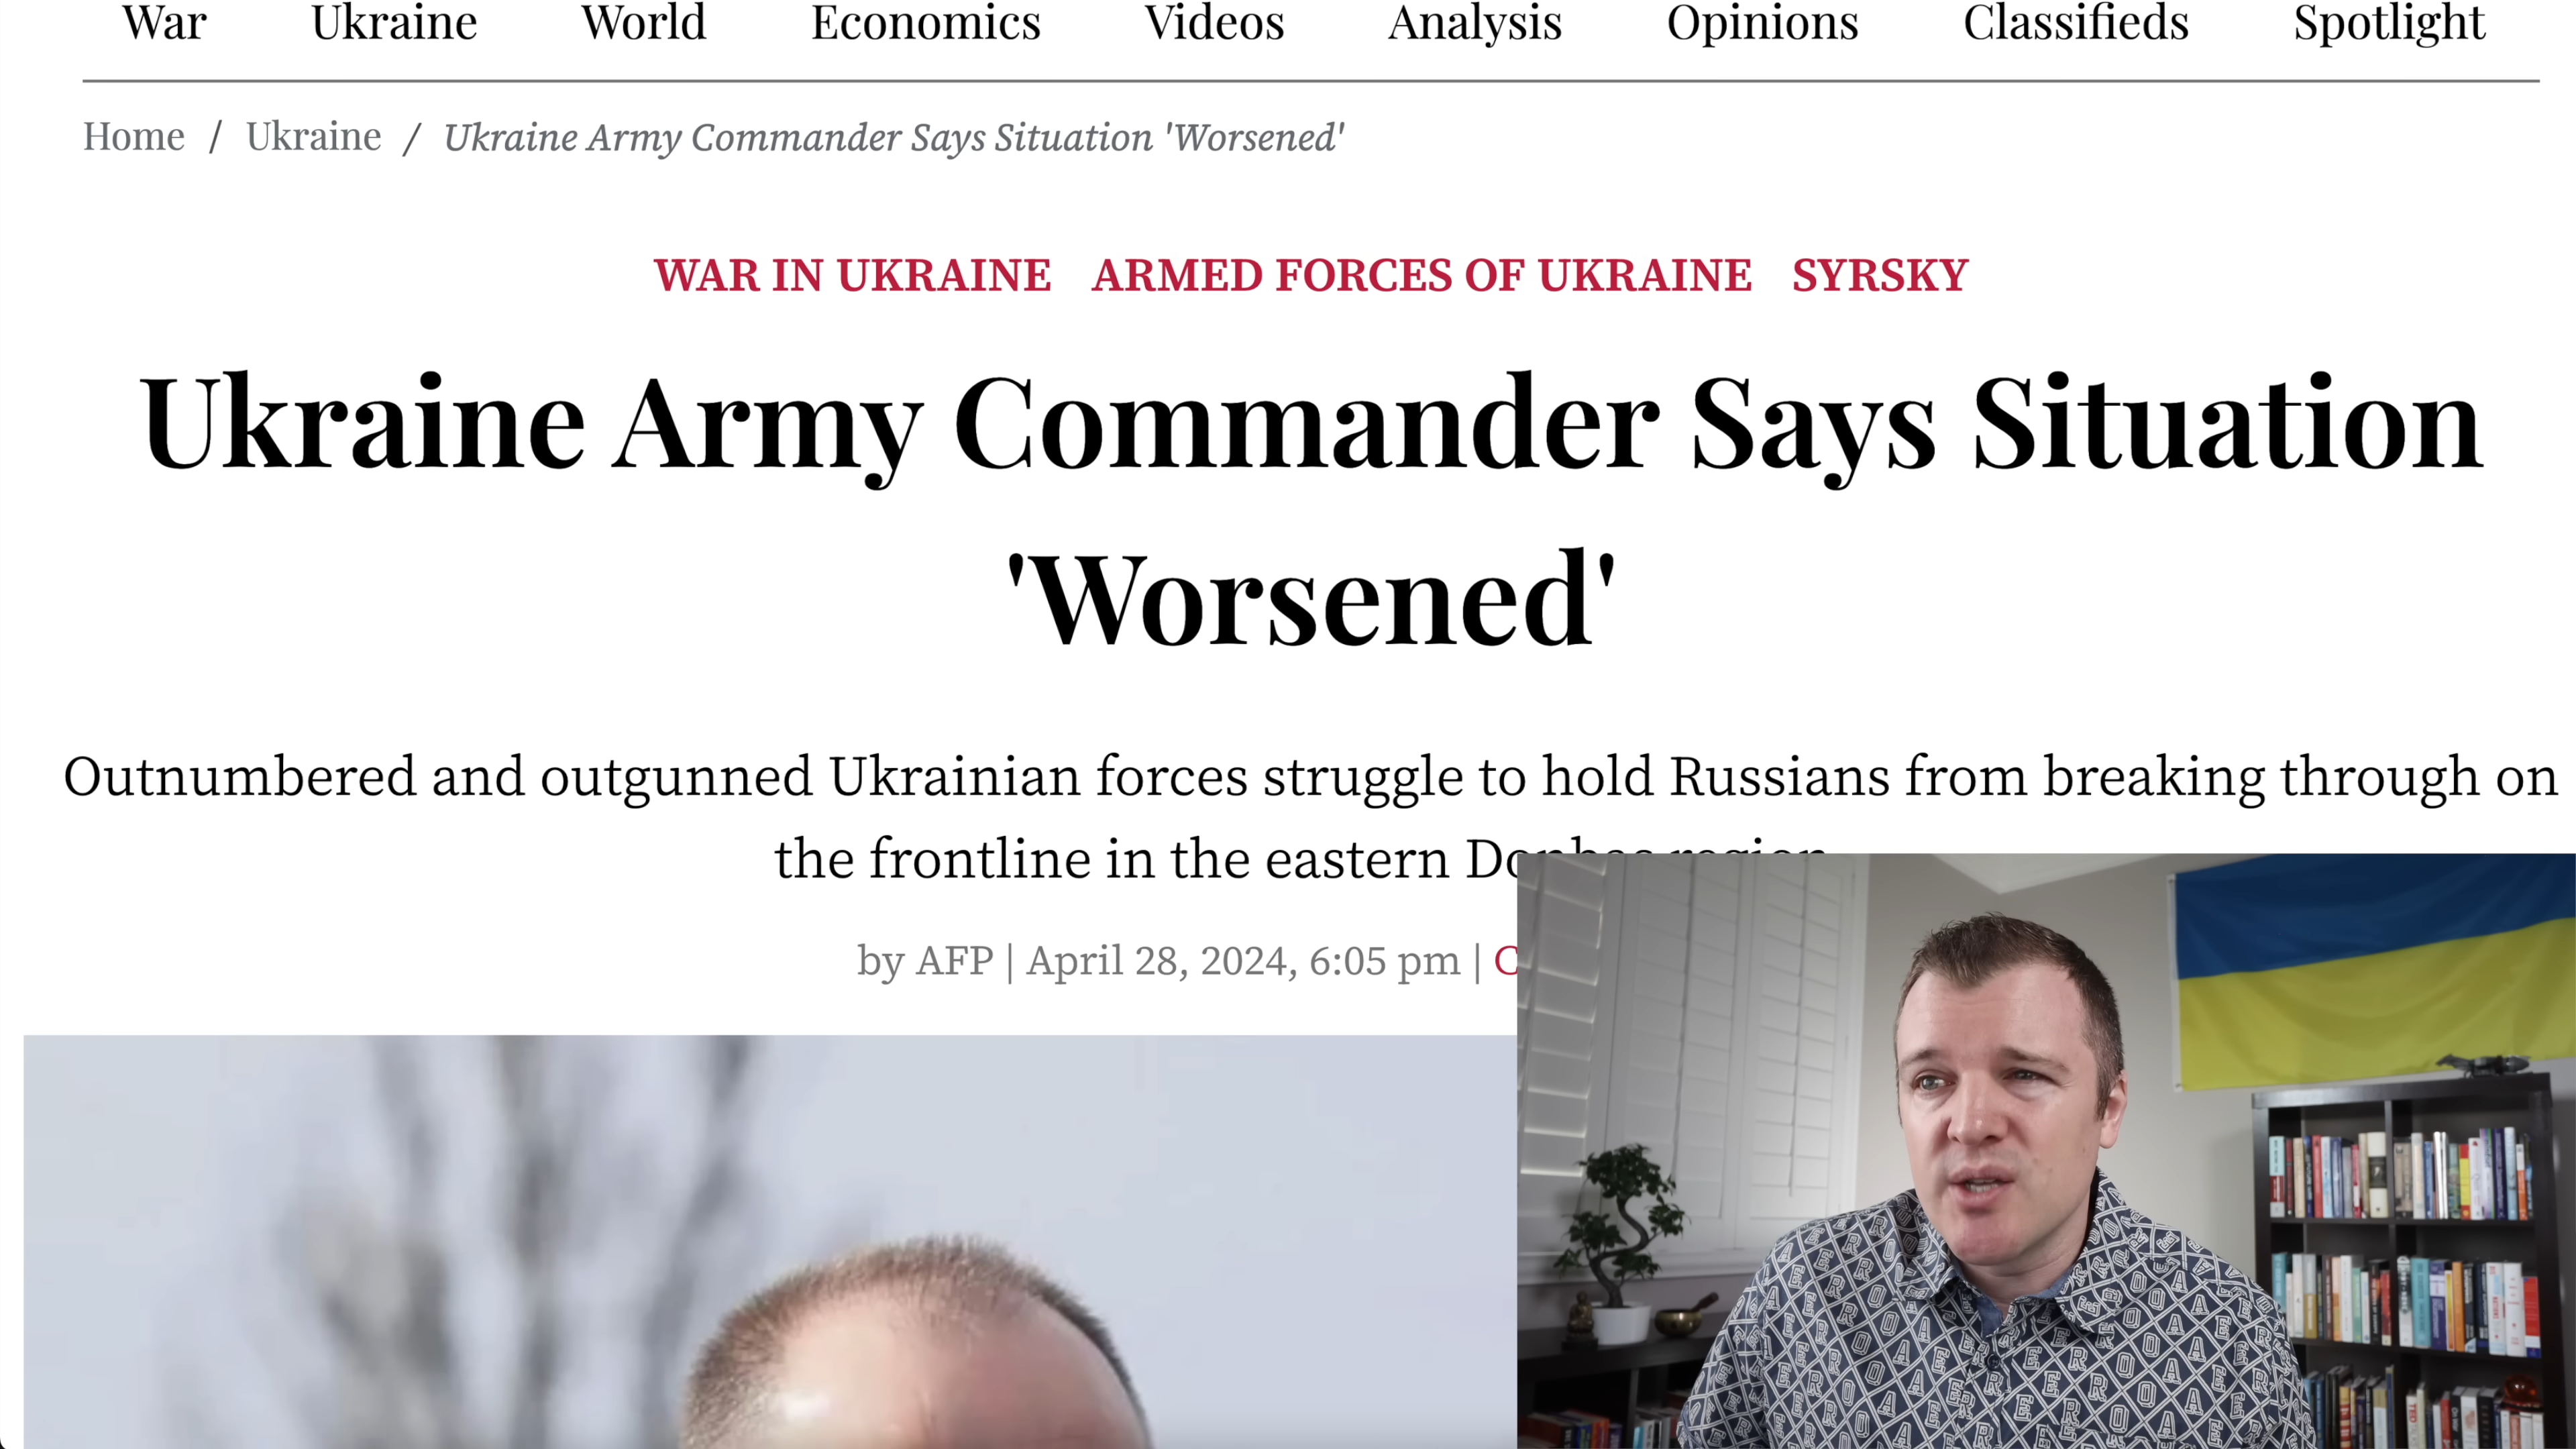 War Ukraine World Economics Videos Analysis Opinions Classifieds Spotlight
Home / Ukraine / Ukraine Army Commander Says Situation 'Worsened'
WAR IN UKRAINE ARMED FORCES OF UKRAINE SYRSKY
Ukraine Army Commander Says Situation
'Worsened'
Outnumbered and outgunned Ukrainian forces struggle to hold Russians from breaking through on
the frontline in the eastern Donbas region
by AFP | April 28, 2024, 6:05 pm |